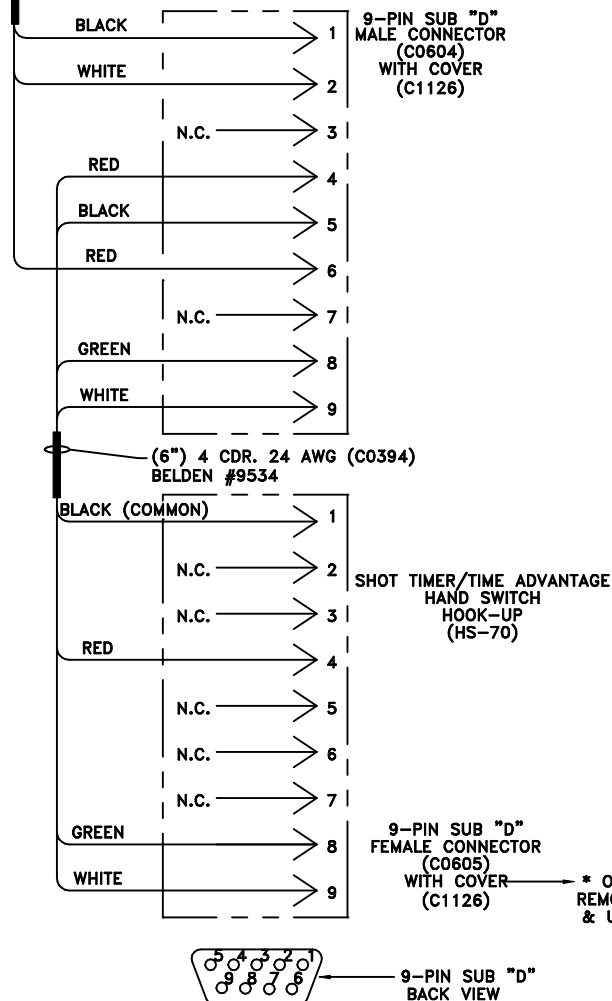 9-PIN SUB "D"
MALE CONNECTOR
(C0604)
WITH COVER
(C1126)
BLACK
1
WHITE
2
N.C.
3
RED
4
BLACK
5
RED
6
N.C.
7
GREEN
8
WHITE
9
(6") 4 CDR. 24 AWG (C0394)
BELDEN #9534
BLACK (COMMON)
1
N.C.
2
N.C.
3
RED
4
N.C.
5
N.C.
6
N.C.
7
GREEN
8
WHITE
9
SHOT TIMER/TIME ADVANTAGE
HAND SWITCH
HOOK-UP
(HS-70)
9-PIN SUB "D"
FEMALE CONNECTOR
(C0605)
WITH COVER
(C1126)
* O
REMO
& U
5 4 3 2 1
9 8 7 6
9-PIN SUB "D"
BACK VIEW